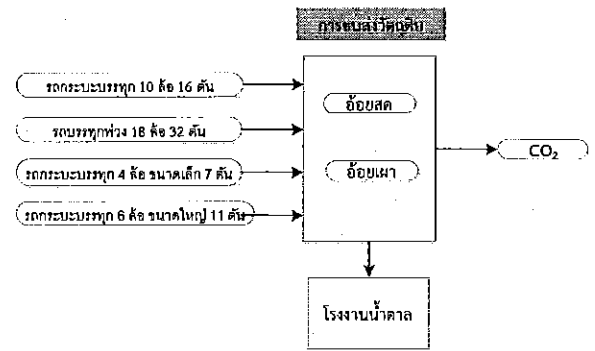 การขนส่งวัตถุดิบ
รถกระบะบรรทุก 10 ล้อ 16 ตัน
รถบรรทุกพ่วง 18 ล้อ 32 ตัน
รถกระบะบรรทุก 4 ล้อ ขนาดเล็ก 7 ตัน
รถกระบะบรรทุก 6 ล้อ ขนาดใหญ่ 11 ตัน
อ้อยสด
อ้อยเผา
CO₂
โรงงานน้ำตาล